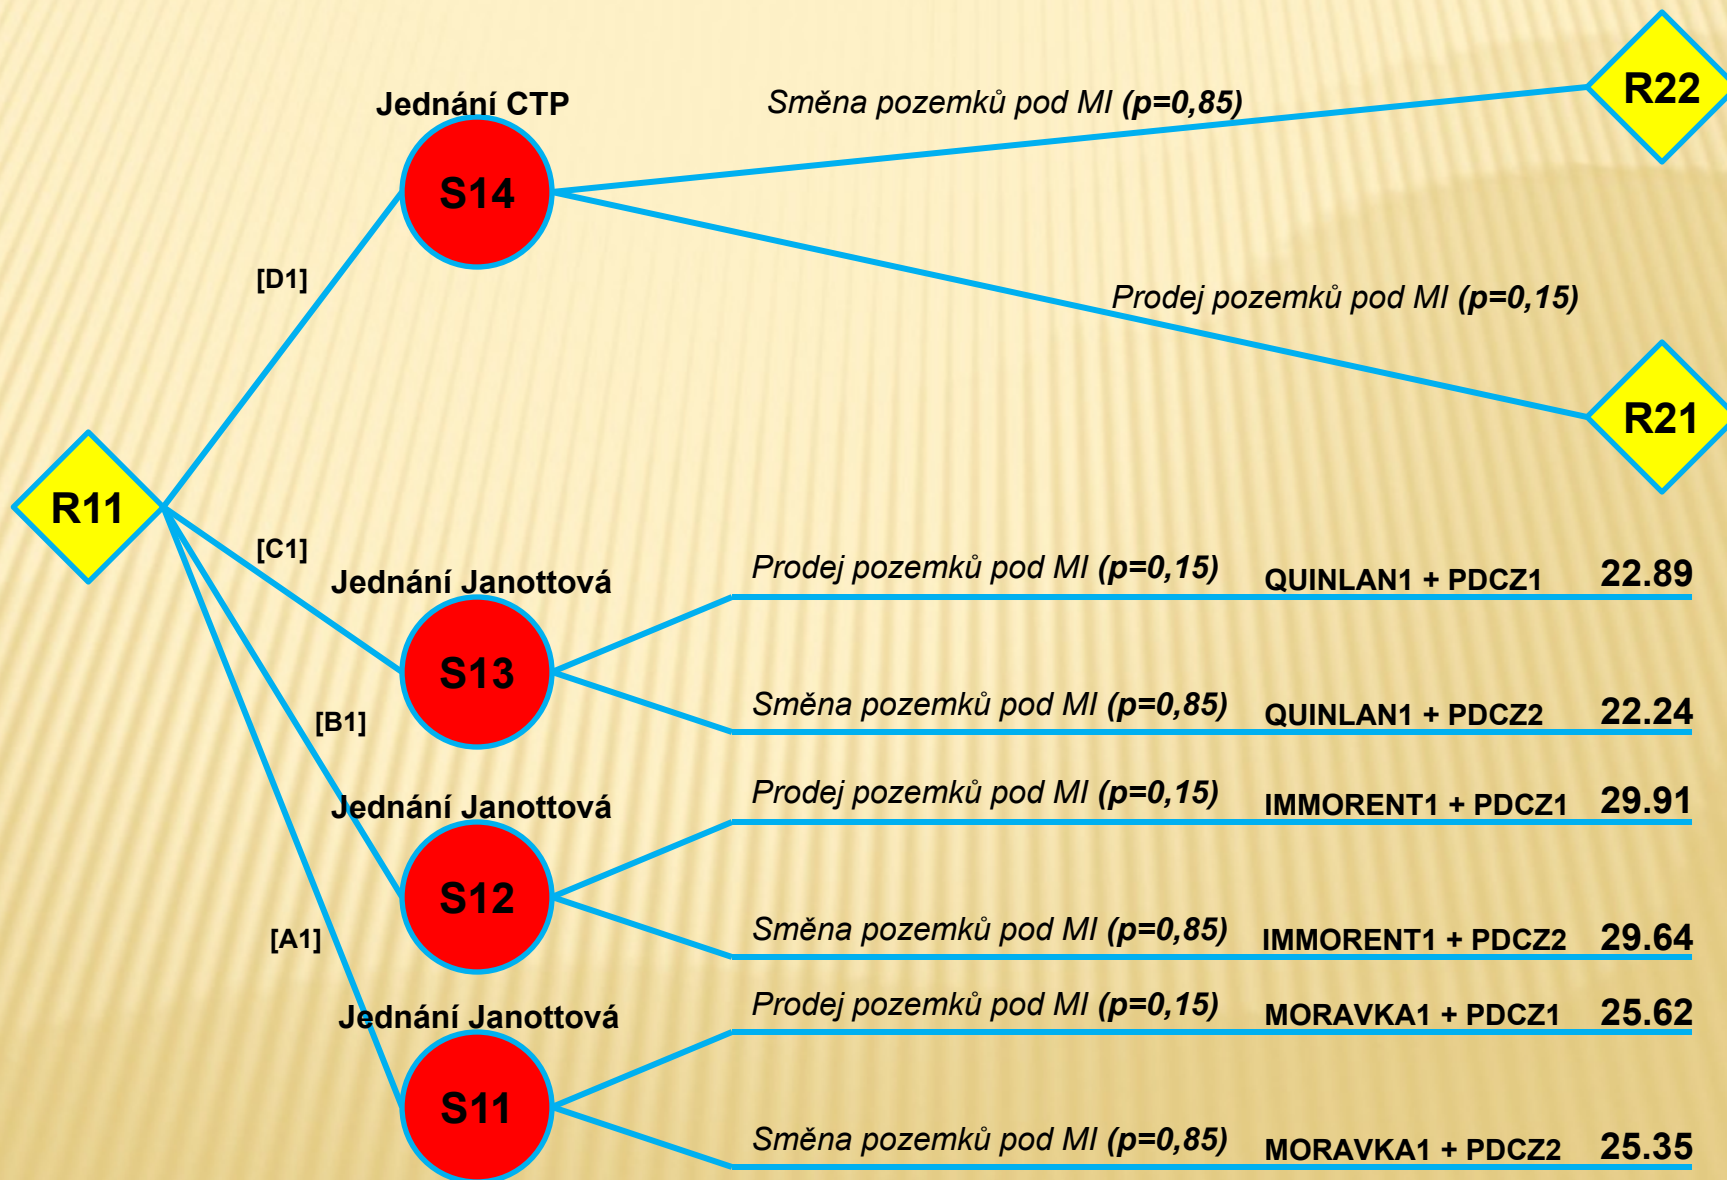 R22
Jednání CTP
Směna pozemků pod MI (p=0,85)
S14
[D1]
Prodej pozemků pod MI (p=0,15)
R21
R11
[C1]
Jednání Janottová
Prodej pozemků pod MI (p=0,15) QUINLAN1 + PDCZ1 22.89
S13
Směna pozemků pod MI (p=0,85) QUINLAN1 + PDCZ2 22.24
[B1]
Jednání Janottová
Prodej pozemků pod MI (p=0,15) IMMORENT1 + PDCZ1 29.91
S12
Směna pozemků pod MI (p=0,85) IMMORENT1 + PDCZ2 29.64
[A1]
Jednání Janottová
Prodej pozemků pod MI (p=0,15) MORAVKA1 + PDCZ1 25.62
S11
Směna pozemků pod MI (p=0,85) MORAVKA1 + PDCZ2 25.35